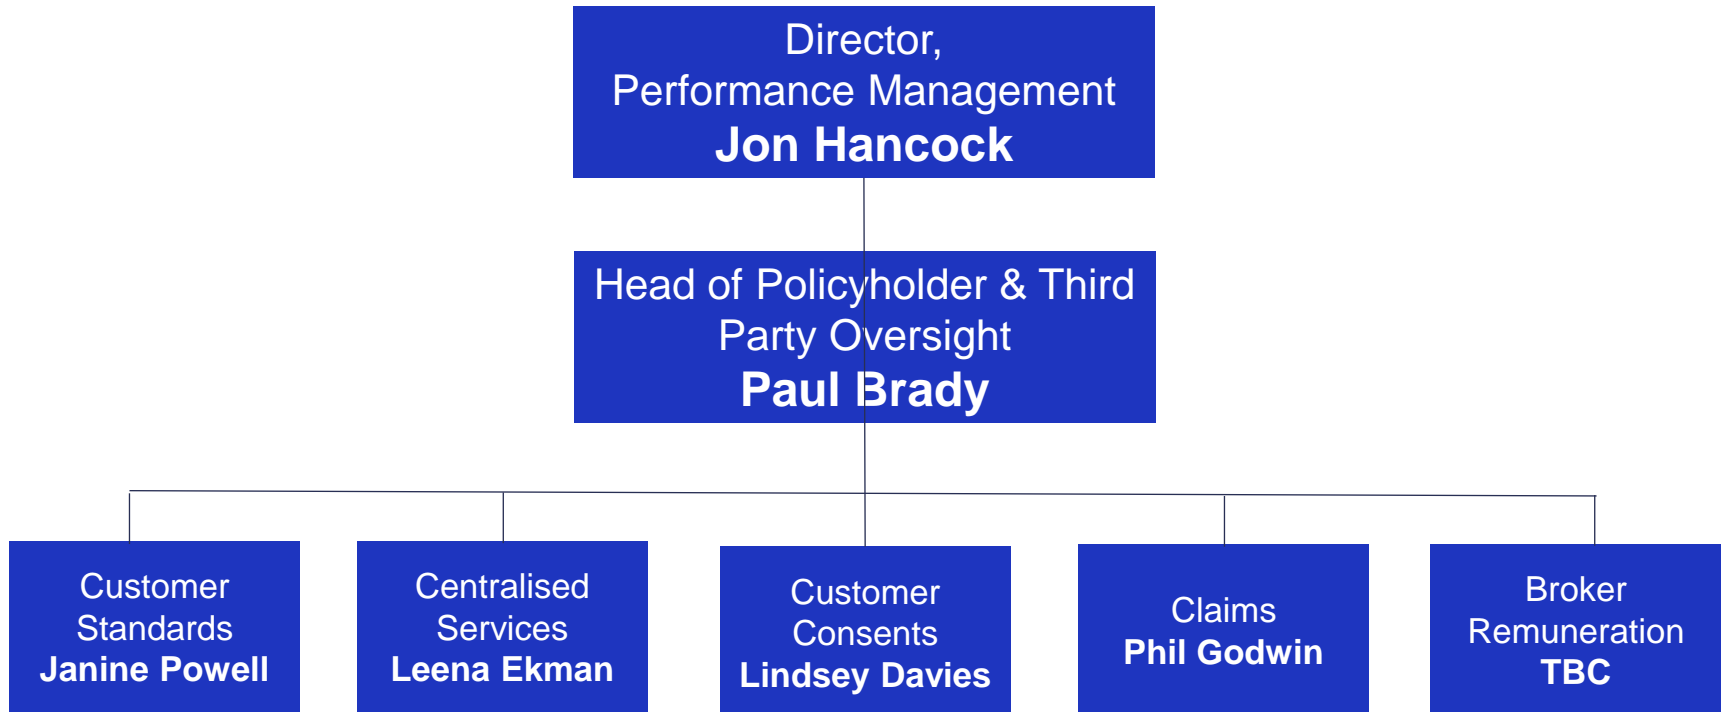 Director,
Performance Management
Jon Hancock
Head of Policyholder & Third
Party Oversight
Paul Brady
Customer
Standards
Janine Powell
Centralised
Services
Leena Ekman
Customer
Consents
Lindsey Davies
Claims
Phil Godwin
Broker
Remuneration
TBC